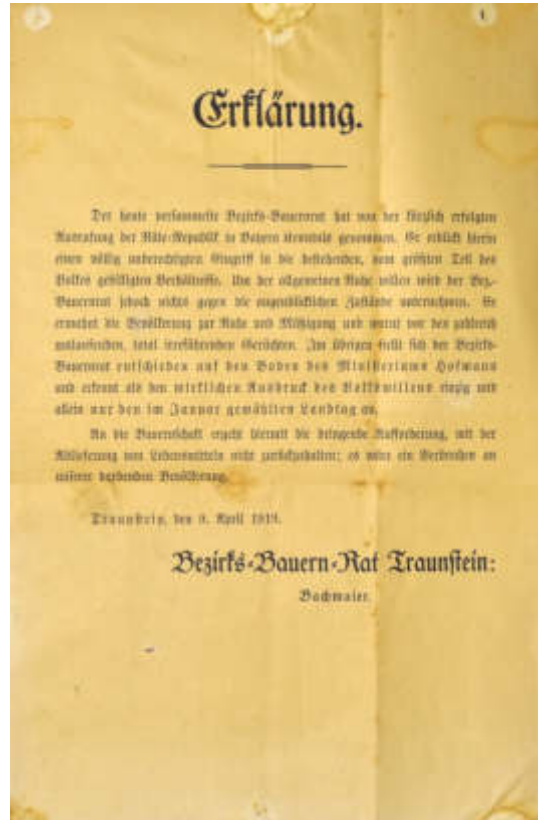 Erklärung.
Der heute versammelte Bezirks-Bauernrat hat von der kürzlich erfolgten
Ausrufung der Räte-Republik in Bayern Kenntnis genommen. Er erblickt hierin
einen völlig unberechtigten Eingriff in die bestehenden, vom größten Teil des
Volkes gebilligten Verhältnisse. Um der allgemeinen Ruhe willen wird der Bez.-
Bauernrat jedoch nichts gegen die augenblicklichen Zustände unternehmen. Er
ermahnt die Bevölkerung zur Ruhe und Mäßigung und warnt vor den zahlreich
umlaufenden, total irreführenden Gerüchten. Im übrigen stellt sich der Bezirks-
Bauernrat entschieden auf den Boden des Ministeriums Hofmann
und erkennt als den wirklichen Ausdruck des Volkswillens einzig und
allein nur den im Januar gewählten Landtag an.
An die Bauernschaft ergeht hiermit die dringende Aufforderung, mit der
Ablieferung von Lebensmitteln nicht zurückzuhalten; es wäre ein Verbrechen an
unserer darbenden Bevölkerung.
Traunstein, den 9. April 1919.
Bezirks-Bauern-Rat Traunstein:
Bachmaier.